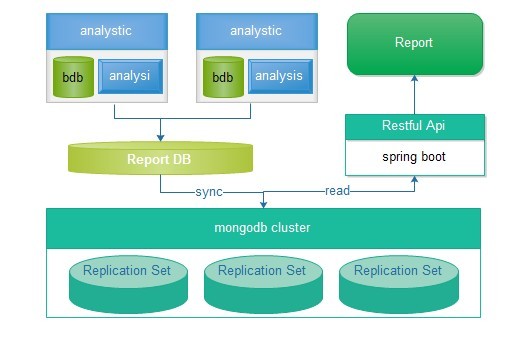 analystic
analystic
Report
bdb
analysi
bdb
analysis
Restful Api
spring boot
Report DB
sync
read
mongodb cluster
Replication Set
Replication Set
Replication Set